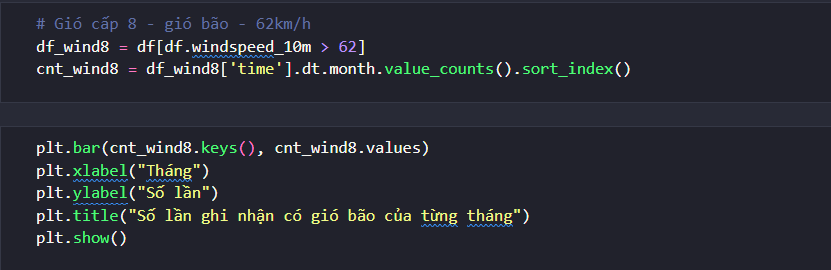 # Gió cấp 8 - gió bão - 62km/h
df_wind8 = df[df.windspeed_10m > 62]
cnt_wind8 = df_wind8['time'].dt.month.value_counts().sort_index()
plt.bar(cnt_wind8.keys(), cnt_wind8.values)
plt.xlabel("Tháng")
plt.ylabel("Số lần")
plt.title("Số lần ghi nhận có gió bão của từng tháng")
plt.show()